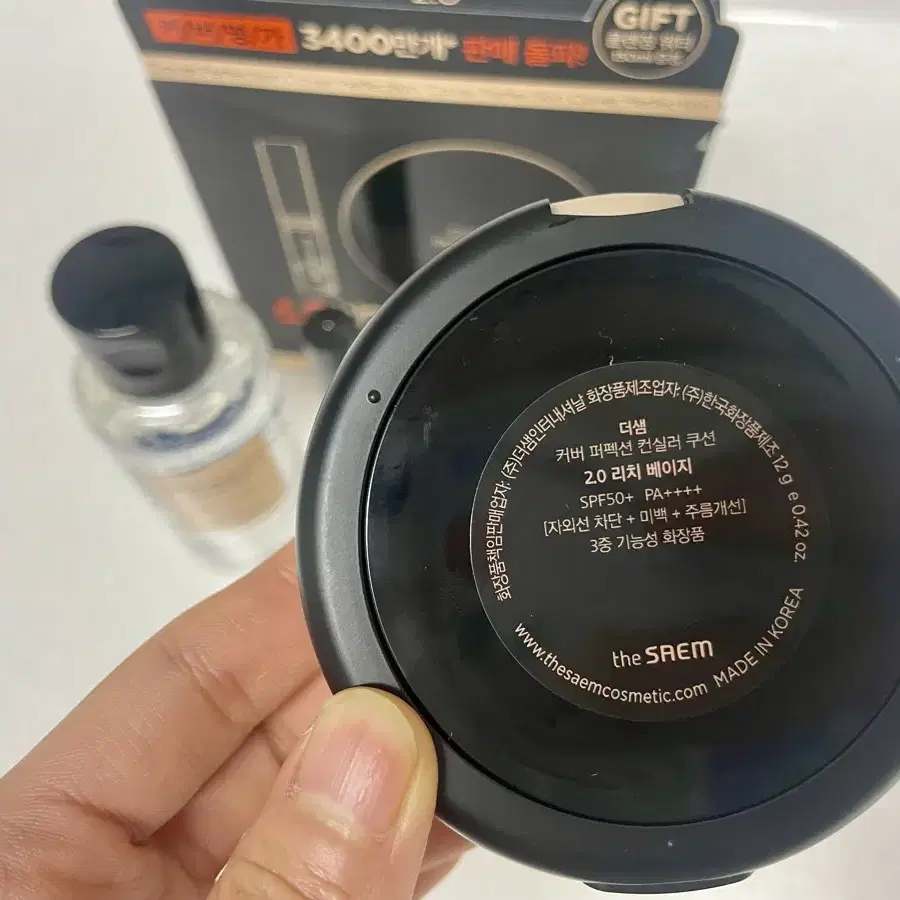 3400만개* 판매 돌파!
GIFT
화장품책임판매업자: (주)더샘인터내셔날 화장품제조업자: (주)한국화장품제조 12 g e 0.42 oz.
더샘
커버 퍼펙션 컨실러 쿠션
2.0 리치 베이지
SPF50+ PA++++
[자외선 차단 + 미백 + 주름개선]
3중 기능성 화장품
the SAEM
www.thesaemcosmetic.com MADE IN KOREA